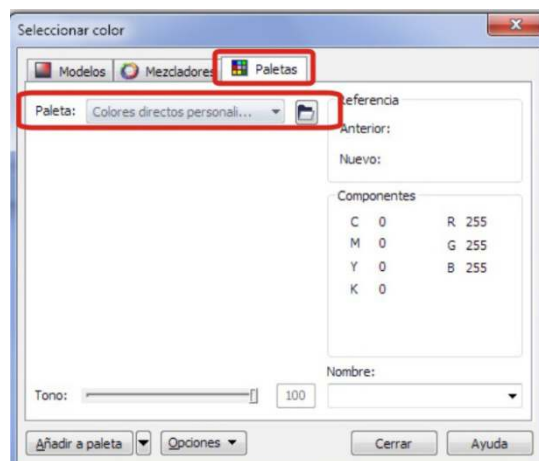 Seleccionar color
Modelos Mezcladores Paletas
Paleta: Colores directos personali...
Referencia
Anterior:
Nuevo:
Componentes
C 0 R 255
M 0 G 255
Y 0 B 255
K 0
Nombre:
Tono: 100
Añadir a paleta Opciones Cerrar Ayuda